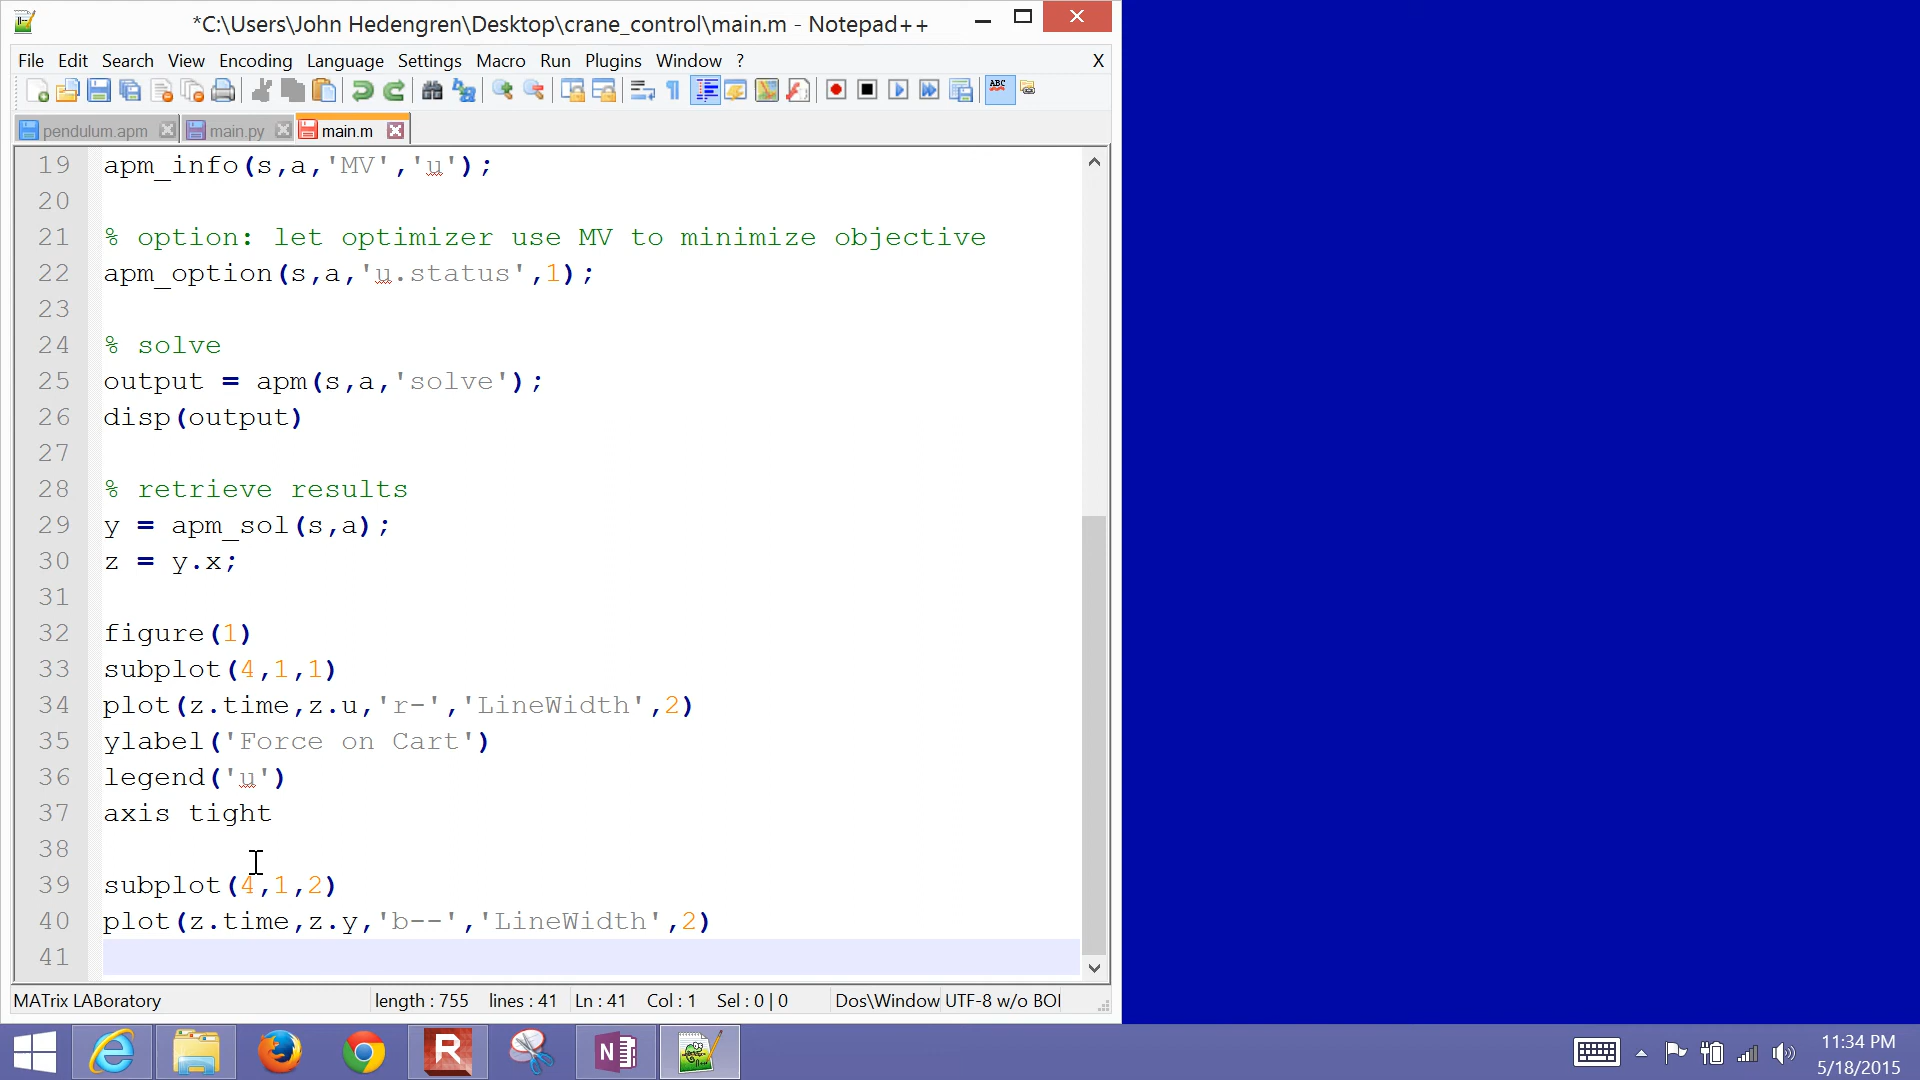 *C:\Users\John Hedengren\Desktop\crane_control\main.m - Notepad++
File Edit Search View Encoding Language Settings Macro Run Plugins Window ? X
ABC
pendulum.apm main.py main.m
19 apm_info(s,a,'MV','u');
20
21 % option: let optimizer use MV to minimize objective
22 apm_option(s,a,'u.status',1);
23
24 % solve
25 output = apm(s,a,'solve');
26 disp(output)
27
28 % retrieve results
29 y = apm_sol(s,a);
30 z = y.x;
31
32 figure(1)
33 subplot(4,1,1)
34 plot(z.time,z.u,'r-','LineWidth',2)
35 ylabel('Force on Cart')
36 legend('u')
37 axis tight
38
39 subplot(4,1,2)
40 plot(z.time,z.y,'b--','LineWidth',2)
41
MATrix LABoratory length : 755 lines : 41 Ln : 41 Col : 1 Sel : 0 | 0 Dos\Window UTF-8 w/o BOI
R N
11:34 PM
5/18/2015